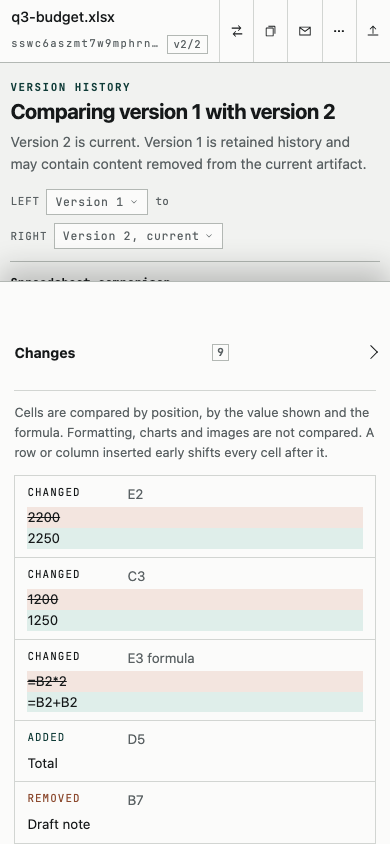 q3-budget.xlsx
sswc6aszmt7w9mphrn… v2/2
VERSION HISTORY
Comparing version 1 with version 2
Version 2 is current. Version 1 is retained history and
may contain content removed from the current artifact.
LEFT Version 1 to
RIGHT Version 2, current
Spreadsheet comparison
Changes 9
Cells are compared by position, by the value shown and the
formula. Formatting, charts and images are not compared. A
row or column inserted early shifts every cell after it.
CHANGED E2
2200
2250
CHANGED C3
1200
1250
CHANGED E3 formula
=B2*2
=B2+B2
ADDED D5
Total
REMOVED B7
Draft note